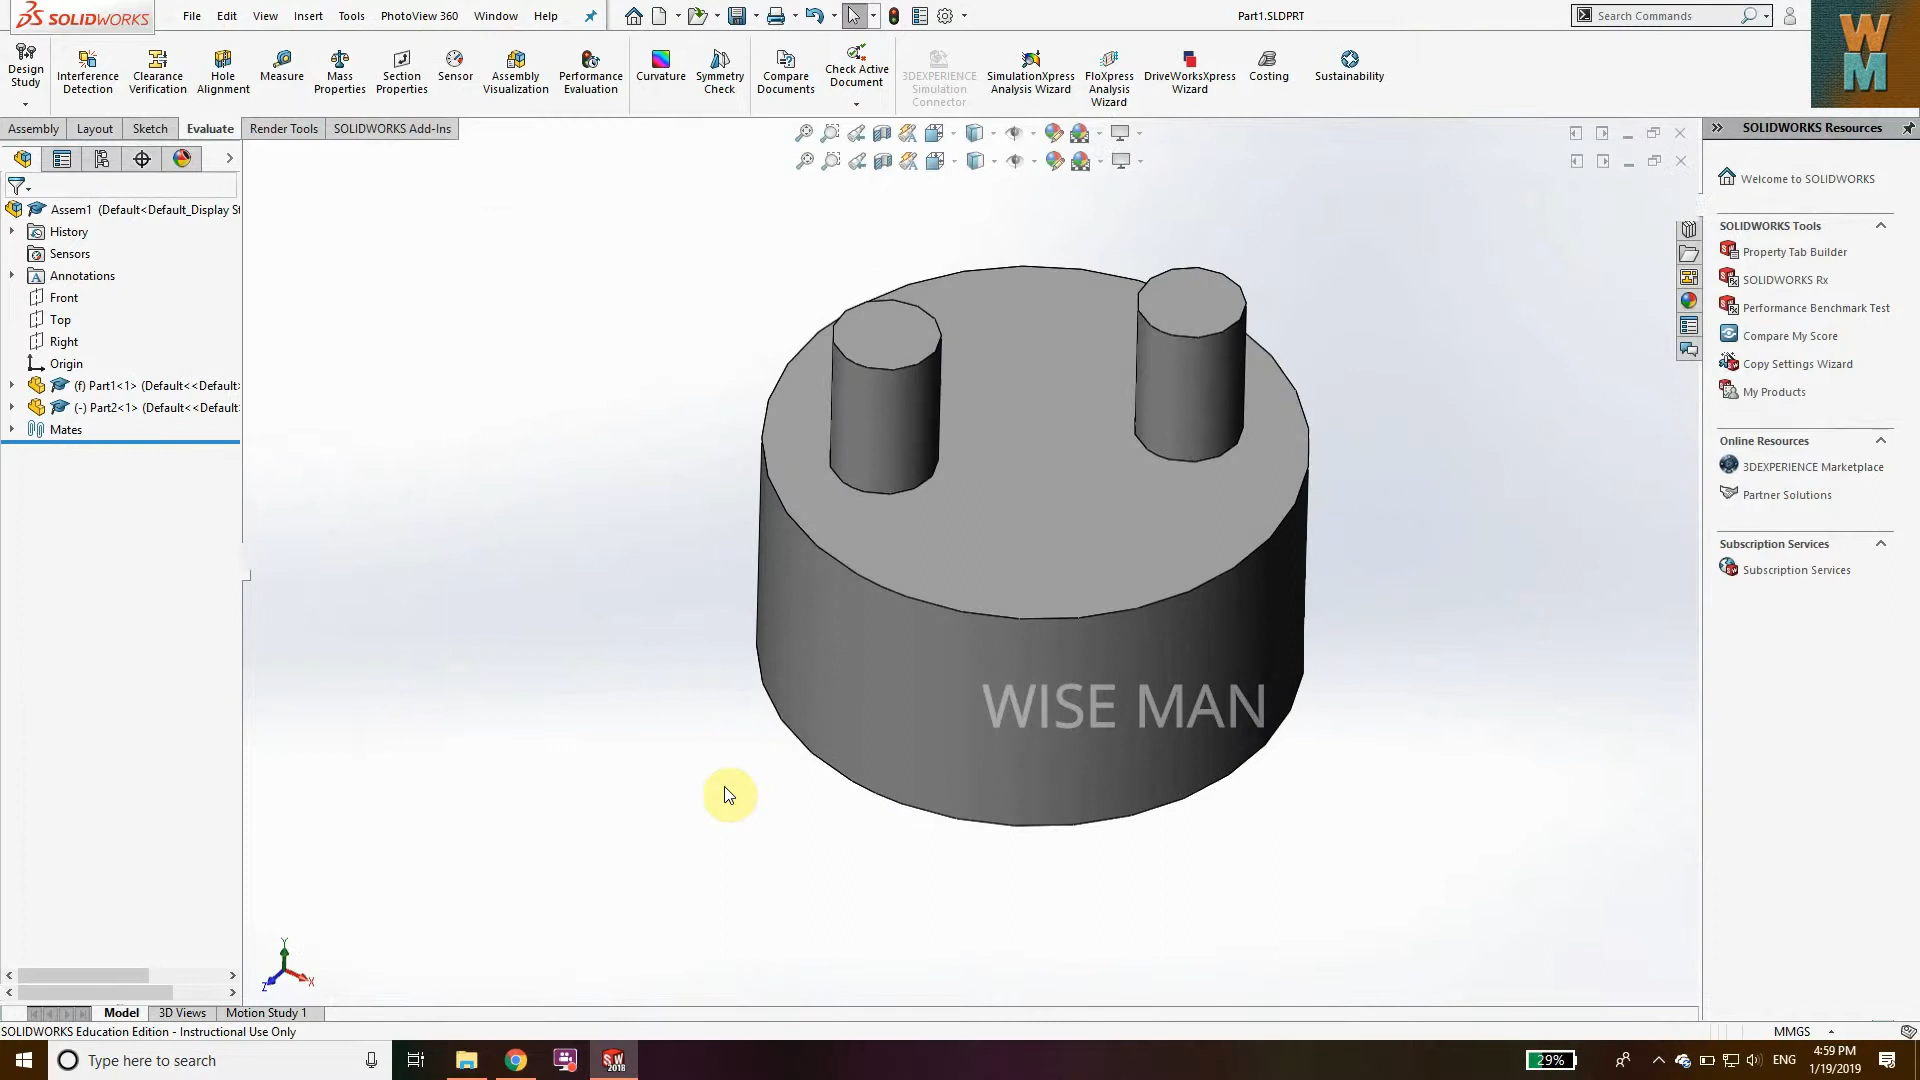 SOLIDWORKS File Edit View Insert Tools PhotoView 360 Window Help Part1.SLDPRT Search Commands
WM
Design Study
Interference Detection
Clearance Verification
Hole Alignment
Measure
Mass Properties
Section Properties
Sensor
Assembly Visualization
Performance Evaluation
Curvature
Symmetry Check
Compare Documents
Check Active Document
3DEXPERIENCE Simulation Connector
SimulationXpress Analysis Wizard
FloXpress Analysis Wizard
DriveWorksXpress Wizard
Costing
Sustainability
Assembly Layout Sketch Evaluate Render Tools SOLIDWORKS Add-Ins
Assem1 (Default<Default_Display S
History
Sensors
Annotations
Front
Top
Right
Origin
(f) Part1<1> (Default<<Default
(-) Part2<1> (Default<<Default
Mates
WISE MAN
Y
X
Z
SOLIDWORKS Resources
Welcome to SOLIDWORKS
SOLIDWORKS Tools
Property Tab Builder
SOLIDWORKS Rx
Performance Benchmark Test
Compare My Score
Copy Settings Wizard
My Products
Online Resources
3DEXPERIENCE Marketplace
Partner Solutions
Subscription Services
Subscription Services
Model 3D Views Motion Study 1
SOLIDWORKS Education Edition - Instructional Use Only MMGS
Type here to search
SW 2018
29% ENG
4:59 PM
1/19/2019